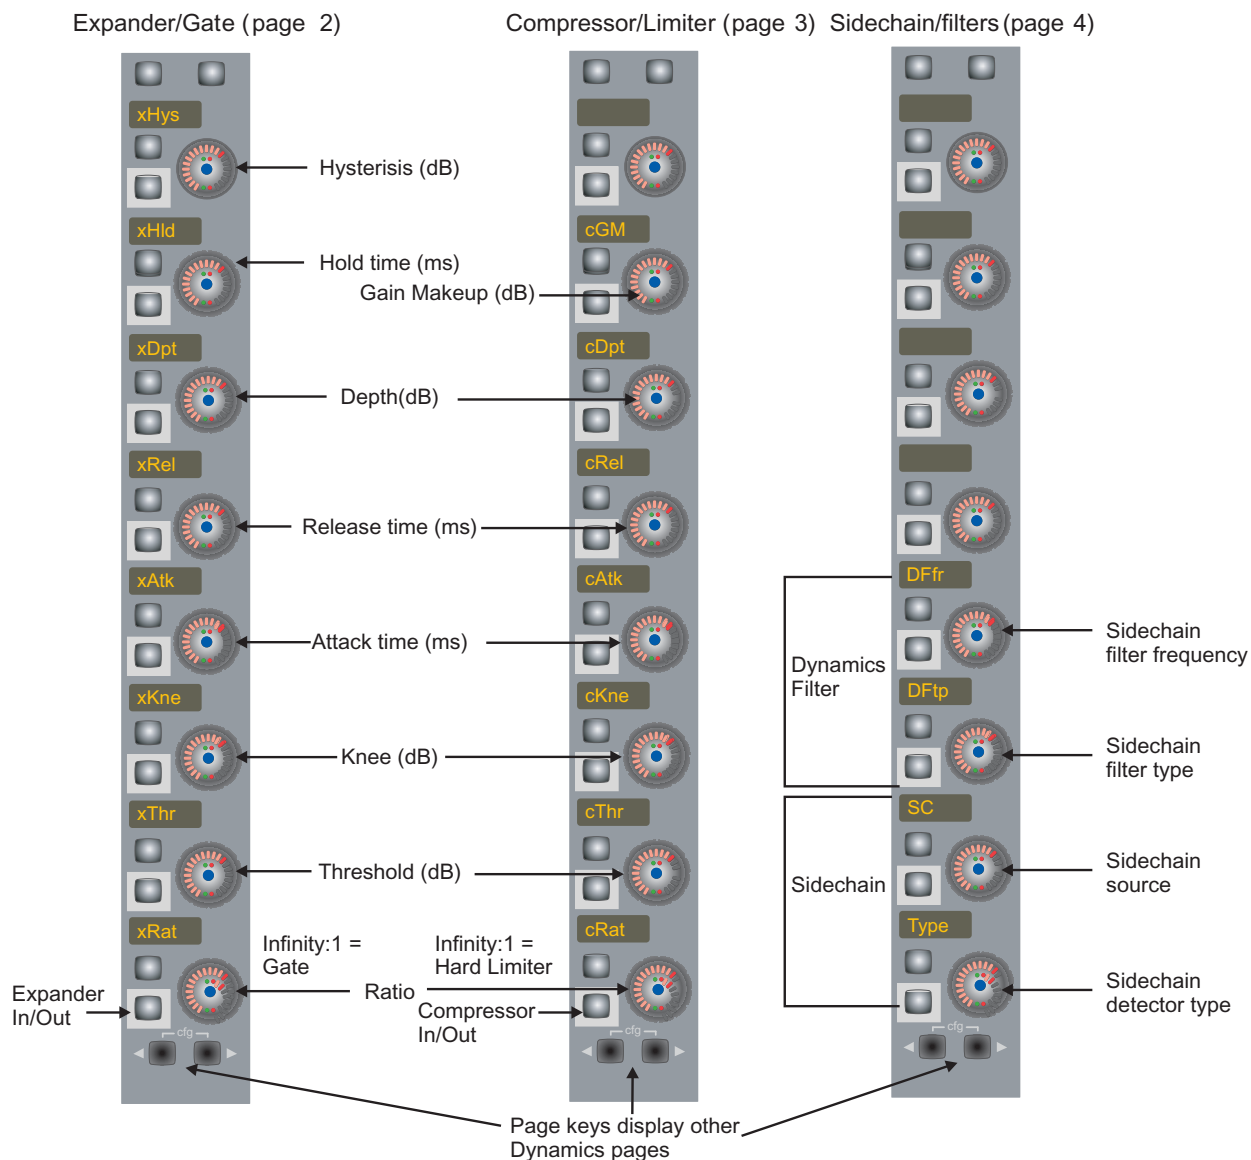 Expander/Gate (page 2)
Compressor/Limiter (page 3)
Sidechain/filters (page 4)
xHys
Hysterisis (dB)
xHld
cGM
Hold time (ms)
Gain Makeup (dB)
xDpt
cDpt
Depth(dB)
xRel
cRel
Release time (ms)
xAtk
cAtk
DFfr
Attack time (ms)
Sidechain
filter frequency
Dynamics
Filter
xKne
cKne
DFtp
Knee (dB)
Sidechain
filter type
xThr
cThr
SC
Threshold (dB)
Sidechain
Sidechain
source
xRat
cRat
Type
Infinity:1 =
Gate
Infinity:1 =
Hard Limiter
Ratio
Expander
In/Out
Compressor
In/Out
Sidechain
detector type
cfg
cfg
cfg
Page keys display other
Dynamics pages